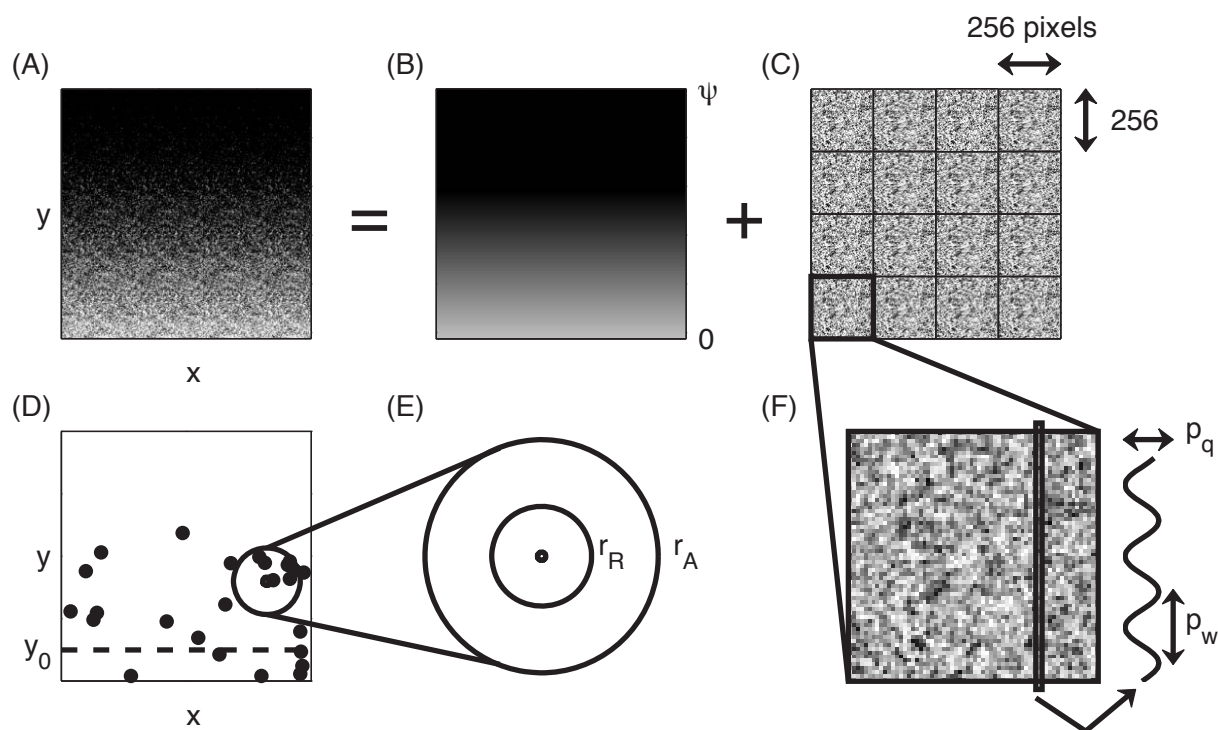 256 pixels
(A)
(B)
(C)
ψ
256
y
=
+
0
x
(D)
(E)
(F)
p_q
y
r_R
r_A
y_0
p_w
x